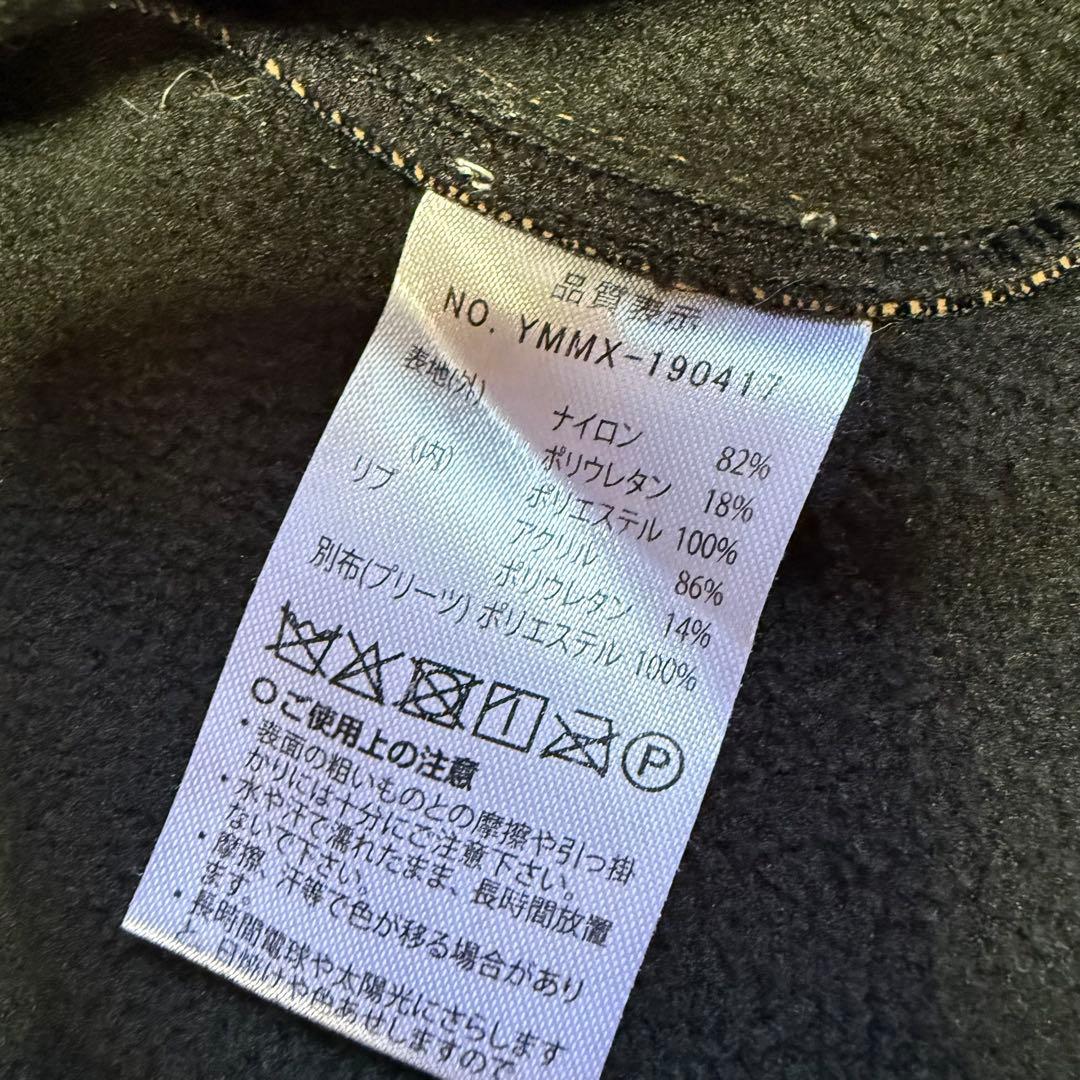 品質表示
NO. YMMX-190417
表地(外) ナイロン 82%
ポリウレタン 18%
(内) ポリエステル 100%
リブ アクリル 86%
ポリウレタン 14%
別布(プリーツ) ポリエステル 100%
P
○ご使用上の注意
・表面の粗いものとの摩擦や引っ掛
かりには十分にご注意下さい。
・水や汗で濡れたまま、長時間放置
ないで下さい。
・摩擦、汗等で色が移る場合があり
ます。
・長時間電球や太陽光にさらします
と、日焼けや色あせしますので